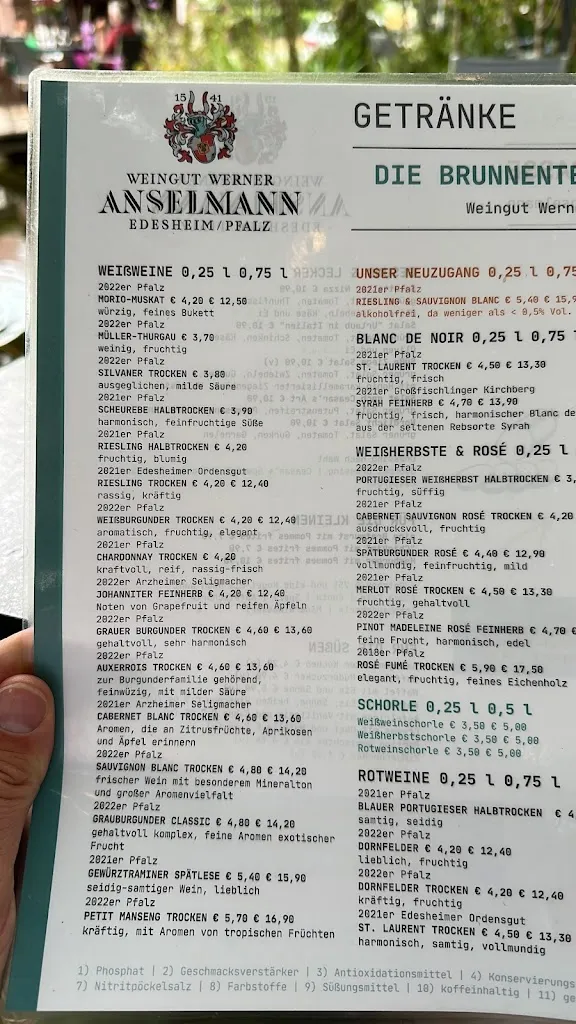 15 41
WEINGUT WERNER
ANSELMANN
EDESHEIM/PFALZ
GETRÄNKE
DIE BRUNNENTE
Weingut Wern
WEIßWEINE 0,25 l 0,75 l
2022er Pfalz
MORIO-MUSKAT € 4,20 € 12,50
würzig, feines Bukett
2022er Pfalz
MÜLLER-THURGAU € 3,70
weinig, fruchtig
2022er Pfalz
SILVANER TROCKEN € 3,80
ausgeglichen, milde Säure
2021er Pfalz
SCHEUREBE HALBTROCKEN € 3,90
harmonisch, feinfruchtige Süße
2021er Pfalz
RIESLING HALBTROCKEN € 4,20
fruchtig, blumig
2021er Edesheimer Ordensgut
RIESLING TROCKEN € 4,20 € 12,40
rassig, kräftig
2022er Pfalz
WEIßBURGUNDER TROCKEN € 4,20 € 12,40
aromatisch, fruchtig, elegant
2021er Pfalz
CHARDONNAY TROCKEN € 4,20
kraftvoll, reif, rassig-frisch
2022er Arzheimer Seligmacher
JOHANNITER FEINHERB € 4,20 € 12,40
Noten von Grapefruit und reifen Äpfeln
2022er Pfalz
GRAUER BURGUNDER TROCKEN € 4,60 € 13,60
gehaltvoll, sehr harmonisch
2022er Pfalz
AUXERROIS TROCKEN € 4,60 € 13,60
zur Burgunderfamilie gehörend,
feinwüzig, mit milder Säure
2021er Arzheimer Seligmacher
CABERNET BLANC TROCKEN € 4,60 € 13,60
Aromen, die an Zitrusfrüchte, Aprikosen
und Äpfel erinnern
2022er Pfalz
SAUVIGNON BLANC TROCKEN € 4,80 € 14,20
frischer Wein mit besonderem Mineralton
und großer Aromenvielfalt
2022er Pfalz
GRAUBURGUNDER CLASSIC € 4,80 € 14,20
gehaltvoll komplex, feine Aromen exotischer
Frucht
2021er Pfalz
GEWÜRZTRAMINER SPÄTLESE € 5,40 € 15,90
seidig-samtiger Wein, lieblich
2022er Pfalz
PETIT MANSENG TROCKEN € 5,70 € 16,90
kräftig, mit Aromen von tropischen Früchten
UNSER NEUZUGANG 0,25 l 0,75
2021er Pfalz
RIESLING & SAUVIGNON BLANC € 5,40 € 15,9
alkoholfrei, da weniger als < 0,5% Vol.
BLANC DE NOIR 0,25 l 0,75 l
2021er Pfalz
ST. LAURENT TROCKEN € 4,50 € 13,30
fruchtig, frisch
2021er Großfischlinger Kirchberg
SYRAH FEINHERB € 4,70 € 13,90
fruchtig, frisch, harmonischer Blanc de
aus der seltenen Rebsorte Syrah
WEIßHERBSTE & ROSÉ 0,25 l
2022er Pfalz
PORTUGIESER WEIßHERBST HALBTROCKEN € 3,
fruchtig, süffig
2021er Pfalz
CABERNET SAUVIGNON ROSÉ TROCKEN € 4,20
ausdrucksvoll, fruchtig
2021er Pfalz
SPÄTBURGUNDER ROSÉ € 4,40 € 12,90
vollmundig, feinfruchtig, mild
2021er Pfalz
MERLOT ROSÉ TROCKEN € 4,50 € 13,30
fruchtig, gehaltvoll
2022er Pfalz
PINOT MADELEINE ROSÉ FEINHERB € 4,70 €
feine Frucht, harmonisch, edel
2018er Pfalz
ROSÉ FUMÉ TROCKEN € 5,90 € 17,50
elegant, fruchtig, feines Eichenholz
SCHORLE 0,25 l 0,5 l
Weißweinschorle € 3,50 € 5,00
Weißherbstschorle € 3,50 € 5,00
Rotweinschorle € 3,50 € 5,00
ROTWEINE 0,25 l 0,75 l
2021er Pfalz
BLAUER PORTUGIESER HALBTROCKEN € 4
samtig, seidig
2022er Pfalz
DORNFELDER € 4,20 € 12,40
lieblich, fruchtig
2022er Pfalz
DORNFELDER TROCKEN € 4,20 € 12,40
kräftig, fruchtig
2021er Edesheimer Ordensgut
ST. LAURENT TROCKEN € 4,50 € 13,30
harmonisch, samtig, vollmundig
1) Phosphat | 2) Geschmacksverstärker | 3) Antioxidationsmittel | 4) Konservierungs
7) Nitritpöckelsalz | 8) Farbstoffe | 9) Süßungsmittel | 10) koffeinhaltig | 11) ge